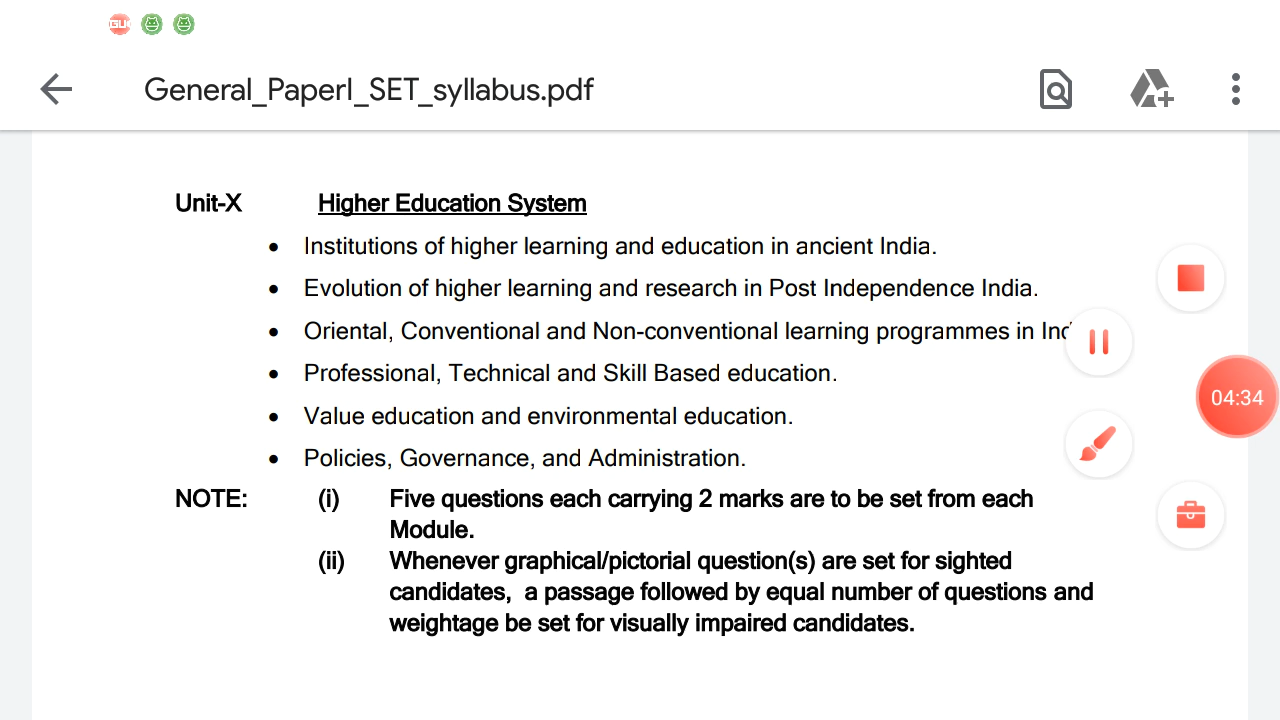 GU
General_PaperI_SET_syllabus.pdf
Unit-X Higher Education System
• Institutions of higher learning and education in ancient India.
• Evolution of higher learning and research in Post Independence India.
• Oriental, Conventional and Non-conventional learning programmes in
• Professional, Technical and Skill Based education.
04:34
• Value education and environmental education.
• Policies, Governance, and Administration.
NOTE: (i) Five questions each carrying 2 marks are to be set from each
Module.
(ii) Whenever graphical/pictorial question(s) are set for sighted
candidates, a passage followed by equal number of questions and
weightage be set for visually impaired candidates.